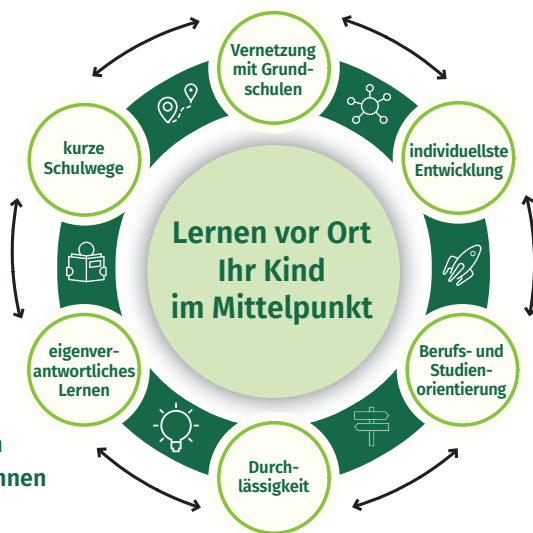 Vernetzung
mit Grund-
schulen
kurze
Schulwege
individuellste
Entwicklung
Lernen vor Ort
Ihr Kind
im Mittelpunkt
eigenver-
antwortliches
Lernen
Berufs- und
Studien-
orientierung
Durch-
lässigkeit